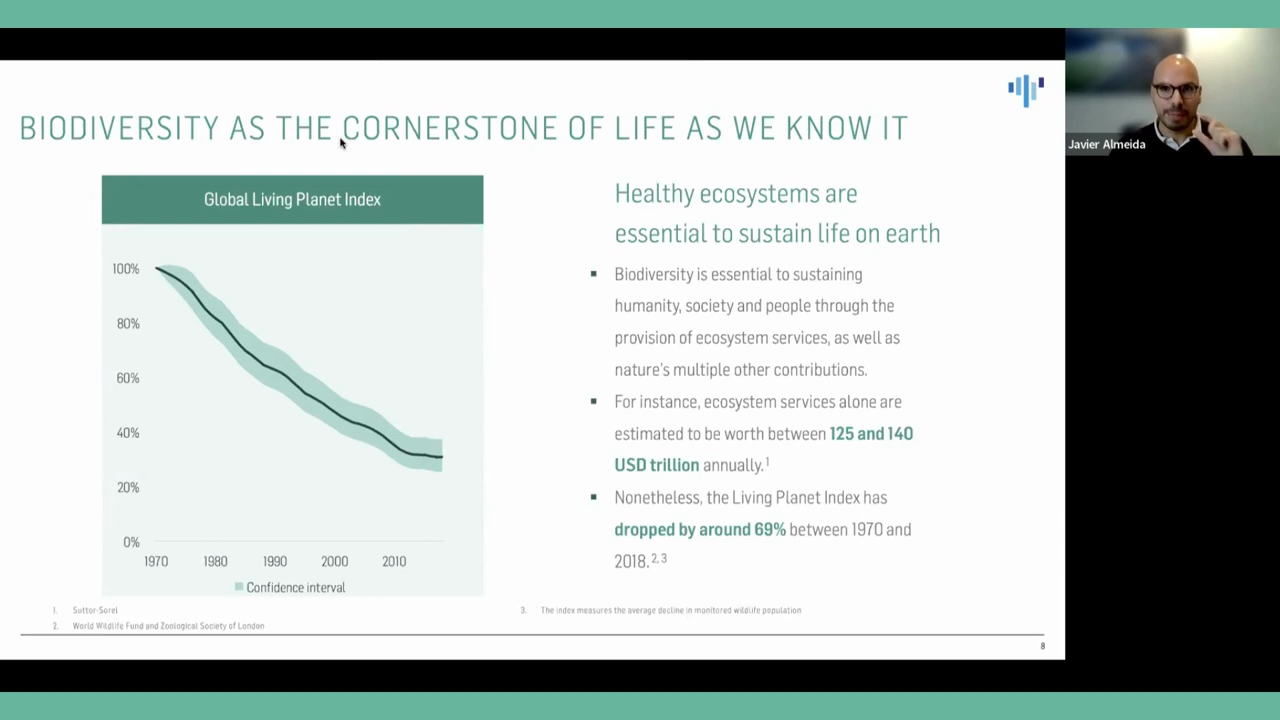 BIODIVERSITY AS THE CORNERSTONE OF LIFE AS WE KNOW IT
Javier Almeida
Global Living Planet Index
100%
80%
60%
40%
20%
0%
1970 1980 1990 2000 2010
Confidence interval
Healthy ecosystems are
essential to sustain life on earth
▪ Biodiversity is essential to sustaining
humanity, society and people through the
provision of ecosystem services, as well as
nature's multiple other contributions.
▪ For instance, ecosystem services alone are
estimated to be worth between 125 and 140
USD trillion annually.¹
▪ Nonetheless, the Living Planet Index has
dropped by around 69% between 1970 and
2018.²,³
1. Suttor-Sorel
2. World Wildlife Fund and Zoological Society of London
3. The index measures the average decline in monitored wildlife population
8